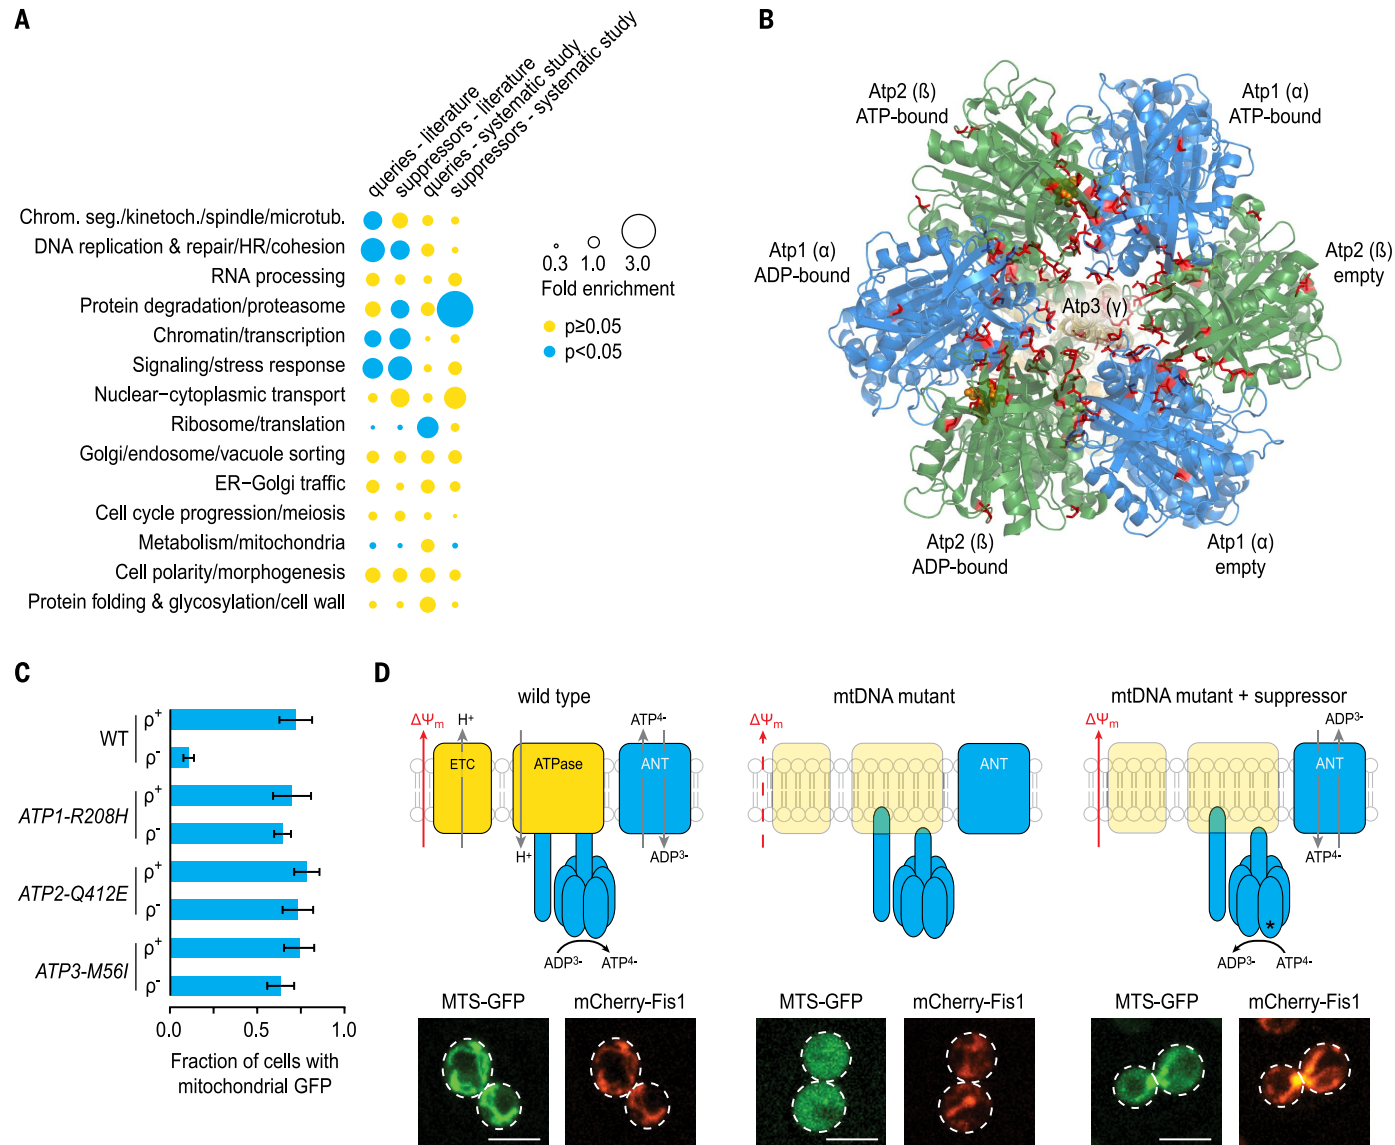 A
queries - literature
suppressors - literature
queries - systematic study
suppressors - systematic study
Chrom. seg./kinetoch./spindle/microtub.
DNA replication & repair/HR/cohesion
RNA processing
Protein degradation/proteasome
Chromatin/transcription
Signaling/stress response
Nuclear−cytoplasmic transport
Ribosome/translation
Golgi/endosome/vacuole sorting
ER−Golgi traffic
Cell cycle progression/meiosis
Metabolism/mitochondria
Cell polarity/morphogenesis
Protein folding & glycosylation/cell wall
0.3 1.0 3.0
Fold enrichment
p≥0.05
p<0.05
B
Atp2 (ß)
ATP-bound
Atp1 (α)
ATP-bound
Atp1 (α)
ADP-bound
Atp2 (ß)
empty
Atp3 (γ)
Atp2 (ß)
ADP-bound
Atp1 (α)
empty
C
WT
ρ+
ρ-
ATP1-R208H
ρ+
ρ-
ATP2-Q412E
ρ+
ρ-
ATP3-M56I
ρ+
ρ-
0.0 0.5 1.0
Fraction of cells with
mitochondrial GFP
D
wild type
ΔΨm H+ ATP4-
ETC ATPase ANT
H+ ADP3-
ADP3- ATP4-
MTS-GFP mCherry-Fis1
mtDNA mutant
ΔΨm
ANT
MTS-GFP mCherry-Fis1
mtDNA mutant + suppressor
ΔΨm ADP3-
ANT
ATP4-
*
ADP3- ATP4-
MTS-GFP mCherry-Fis1